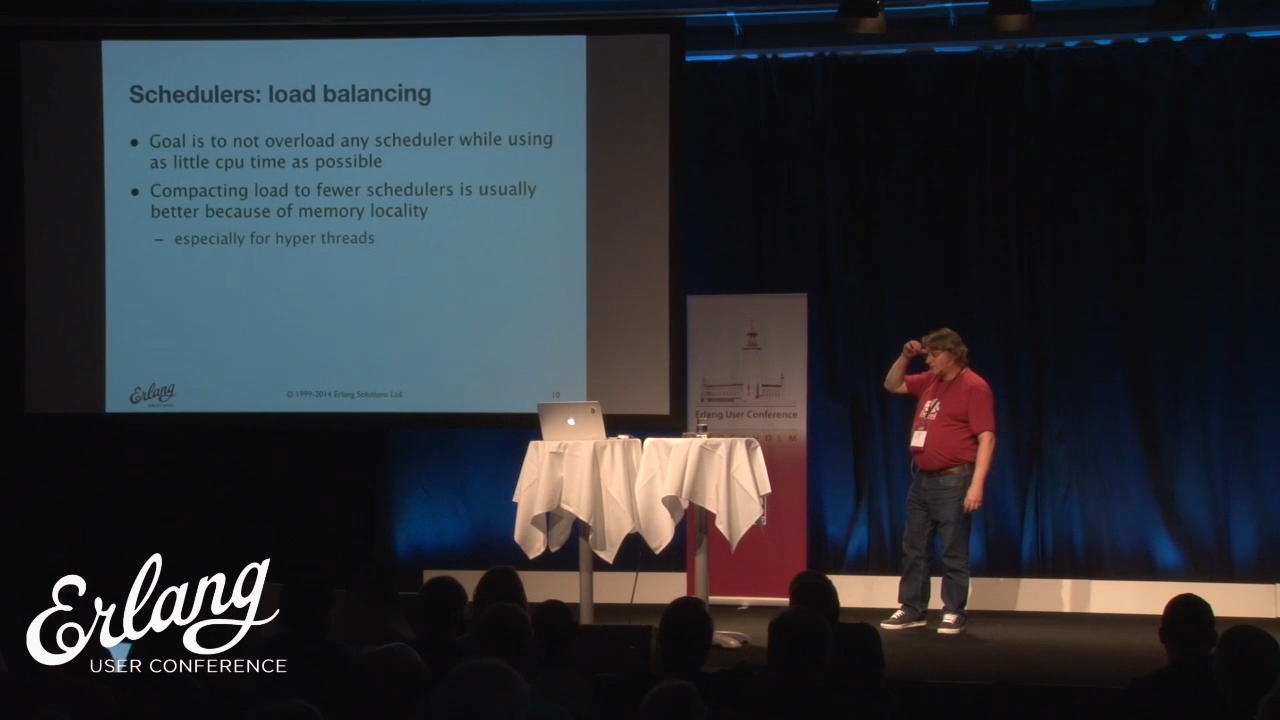 Schedulers: load balancing
• Goal is to not overload any scheduler while using
as little cpu time as possible
• Compacting load to fewer schedulers is usually
better because of memory locality
– especially for hyper threads
Erlang
© 1999-2014 Erlang Solutions Ltd.
10
Erlang User Conference
OLM
Erlang
USER CONFERENCE